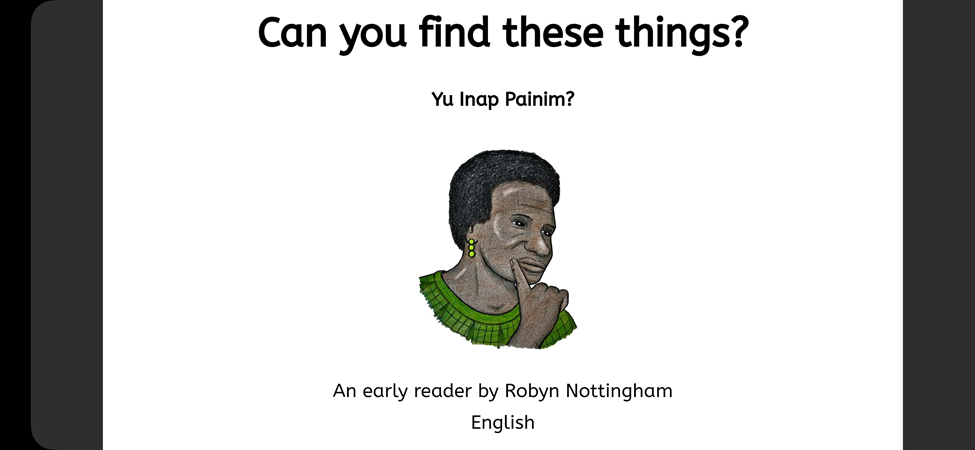 Can you find these things?
Yu Inap Painim?
An early reader by Robyn Nottingham
English